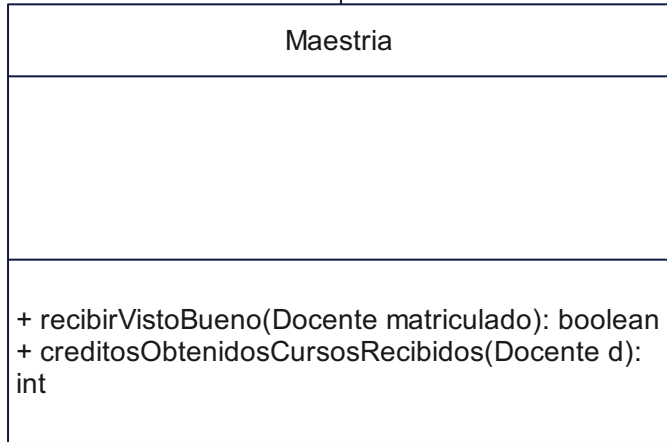 Maestria
+ recibirVistoBueno(Docente matriculado): boolean
+ creditosObtenidosCursosRecibidos(Docente d):
int